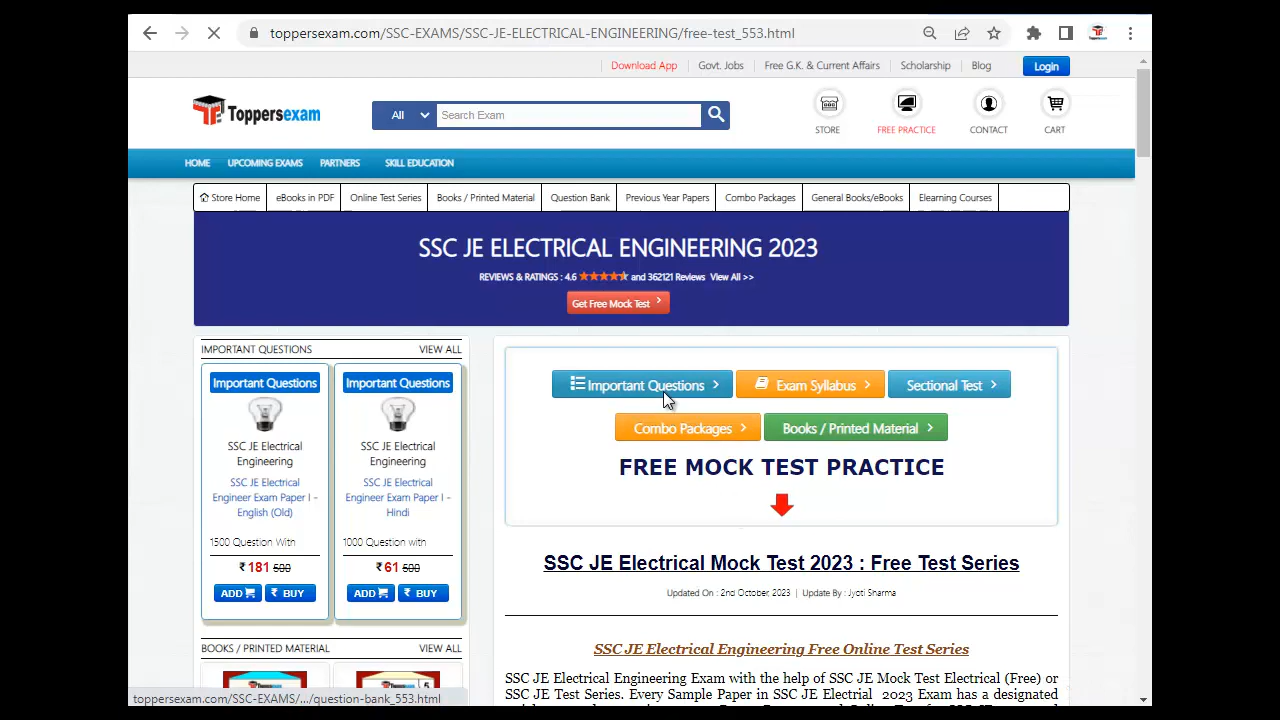 toppersexam.com/SSC-EXAMS/SSC-JE-ELECTRICAL-ENGINEERING/free-test_553.html
Download App | Govt. Jobs | Free G.K. & Current Affairs | Scholarship | Blog
Login
Toppersexam
All
Search Exam
STORE
FREE PRACTICE
CONTACT
CART
HOME UPCOMING EXAMS PARTNERS SKILL EDUCATION
Store Home
eBooks in PDF
Online Test Series
Books / Printed Material
Question Bank
Previous Year Papers
Combo Packages
General Books/eBooks
Elearning Courses
SSC JE ELECTRICAL ENGINEERING 2023
REVIEWS & RATINGS : 4.6 and 362121 Reviews View All >>
Get Free Mock Test
IMPORTANT QUESTIONS VIEW ALL
Important Questions
SSC JE Electrical
Engineering
SSC JE Electrical
Engineer Exam Paper I -
English (Old)
1500 Question With
₹ 181 500
ADD
₹ BUY
Important Questions
SSC JE Electrical
Engineering
SSC JE Electrical
Engineer Exam Paper I -
Hindi
1000 Question with
₹ 61 600
ADD
₹ BUY
BOOKS / PRINTED MATERIAL VIEW ALL
Toppersexam
Important Questions
Exam Syllabus
Sectional Test
Combo Packages
Books / Printed Material
FREE MOCK TEST PRACTICE
SSC JE Electrical Mock Test 2023 : Free Test Series
Updated On : 2nd October, 2023 | Update By : Jyoti Sharma
SSC JE Electrical Engineering Free Online Test Series
SSC JE Electrical Engineering Exam with the help of SSC JE Mock Test Electrical (Free) or
SSC JE Test Series. Every Sample Paper in SSC JE Electrial 2023 Exam has a designated
toppersexam.com/SSC-EXAMS/.../question-bank_553.html